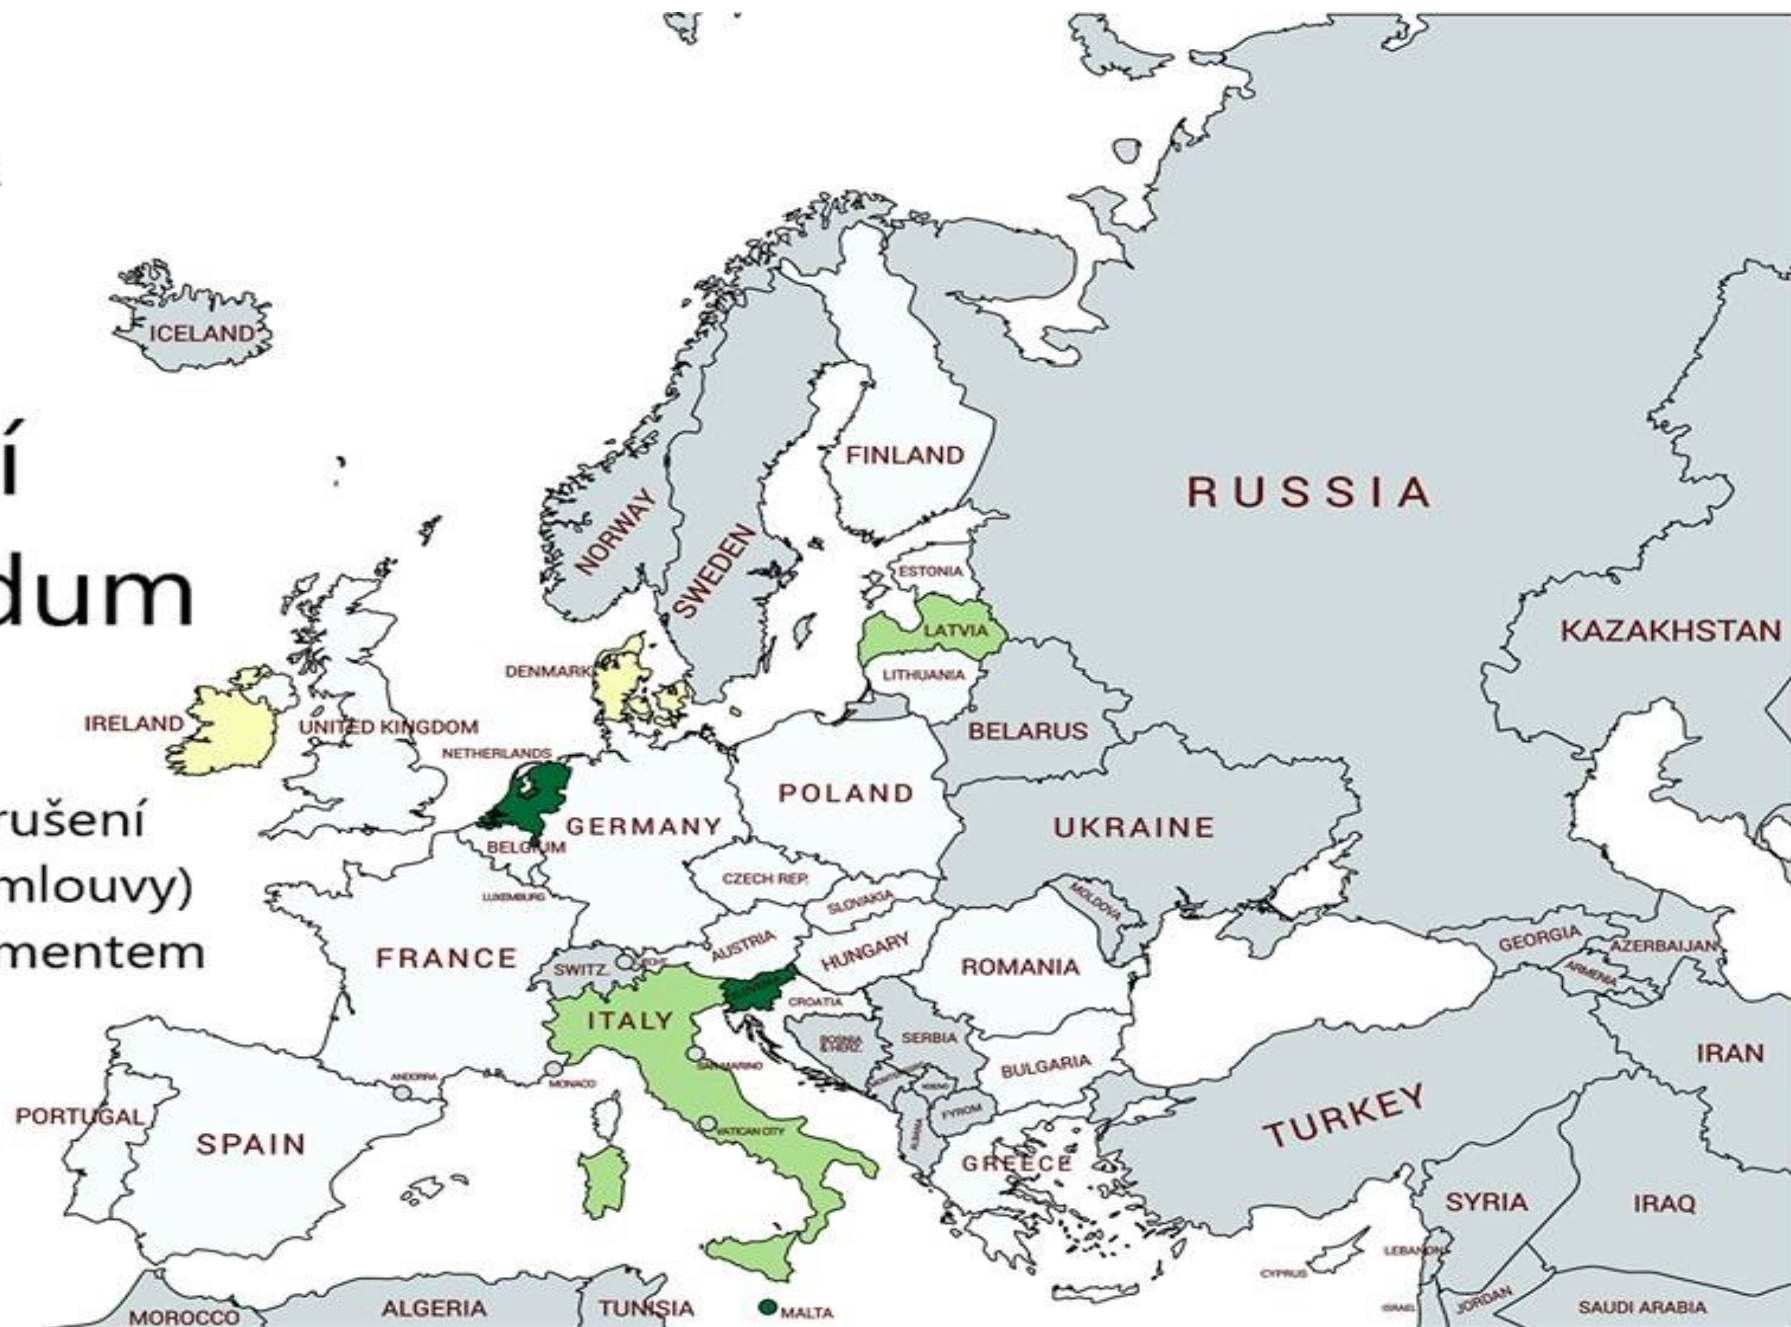 ICELAND
í
FINLAND
RUSSIA
NORWAY
SWEDEN
dum
ESTONIA
LATVIA
KAZAKHSTAN
DENMARK
LITHUANIA
IRELAND
UNITED KINGDOM
BELARUS
NETHERLANDS
POLAND
rušení
GERMANY
UKRAINE
BELGIUM
mlouvy)
CZECH REP.
LUXEMBURG
SLOVAKIA
MOLDOVA
mentem
FRANCE
AUSTRIA
HUNGARY
SWITZ.
ROMANIA
GEORGIA
AZERBAIJAN
ARMENIA
CROATIA
ITALY
BOSNIA
& HERZ.
SERBIA
BULGARIA
IRAN
SAN MARINO
ANDORRA
MONACO
PORTUGAL
SPAIN
VATICAN CITY
FYROM
ALBANIA
TURKEY
GREECE
SYRIA
IRAQ
LEBANON
CYPRUS
MOROCCO
ALGERIA
TUNISIA
MALTA
ISRAEL
JORDAN
SAUDI ARABIA